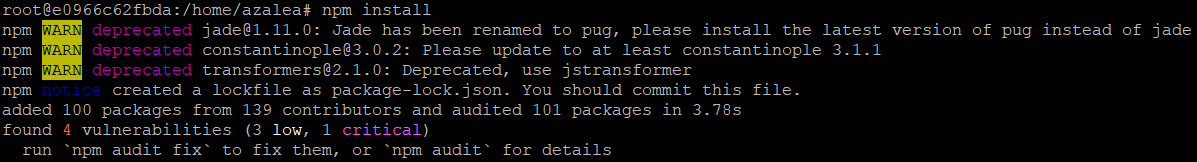 root@e0966c62fbda:/home/azalea# npm install
npm WARN deprecated jade@1.11.0: Jade has been renamed to pug, please install the latest version of pug instead of jade
npm WARN deprecated constantinople@3.0.2: Please update to at least constantinople 3.1.1
npm WARN deprecated transformers@2.1.0: Deprecated, use jstransformer
npm notice created a lockfile as package-lock.json. You should commit this file.
added 100 packages from 139 contributors and audited 101 packages in 3.78s
found 4 vulnerabilities (3 low, 1 critical)
  run `npm audit fix` to fix them, or `npm audit` for details